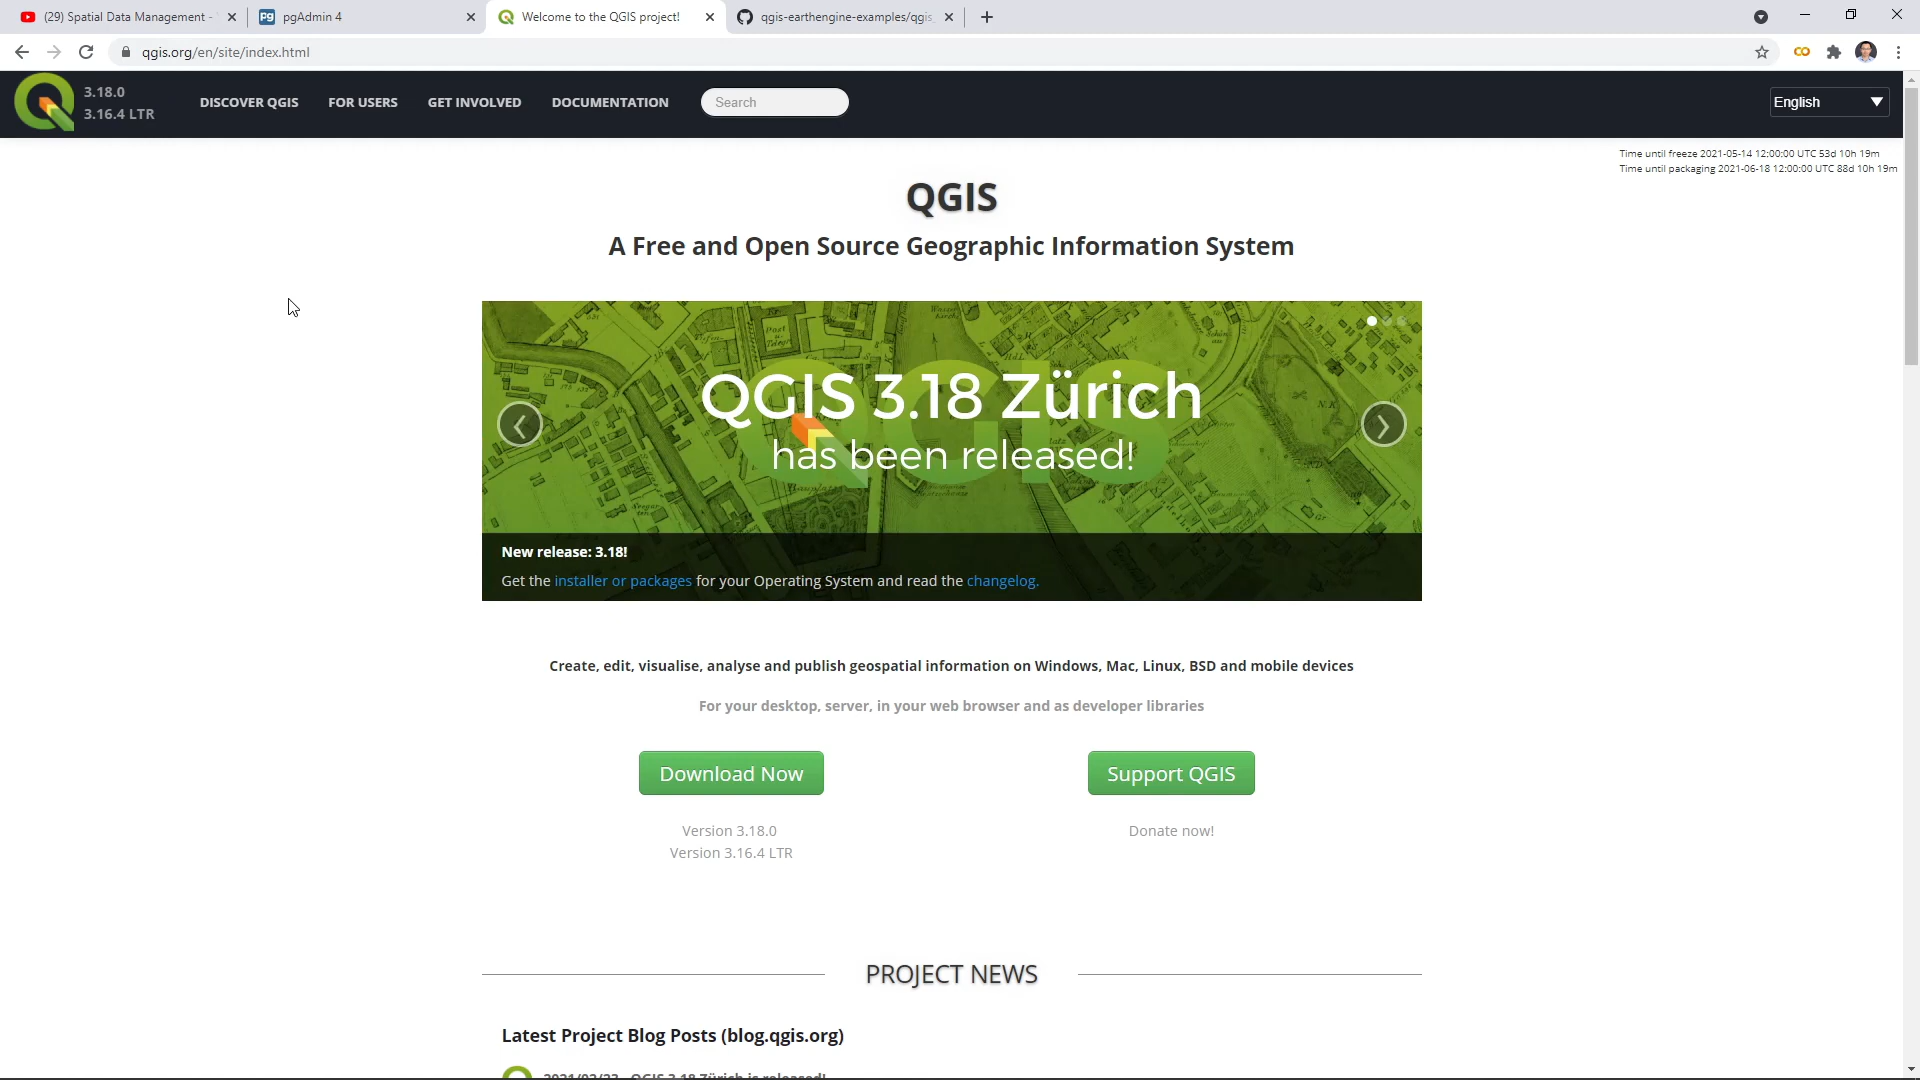 (29) Spatial Data Management -
pgAdmin 4
Welcome to the QGIS project!
qgis-earthengine-examples/qgis
qgis.org/en/site/index.html
3.18.0
3.16.4 LTR
DISCOVER QGIS
FOR USERS
GET INVOLVED
DOCUMENTATION
Search
English
Time until freeze 2021-05-14 12:00:00 UTC 53d 10h 19m
Time until packaging 2021-06-18 12:00:00 UTC 88d 10h 19m
QGIS
A Free and Open Source Geographic Information System
QGIS 3.18 Zürich
has been released!
New release: 3.18!
Get the installer or packages for your Operating System and read the changelog.
Create, edit, visualise, analyse and publish geospatial information on Windows, Mac, Linux, BSD and mobile devices
For your desktop, server, in your web browser and as developer libraries
Download Now
Support QGIS
Version 3.18.0
Version 3.16.4 LTR
Donate now!
PROJECT NEWS
Latest Project Blog Posts (blog.qgis.org)